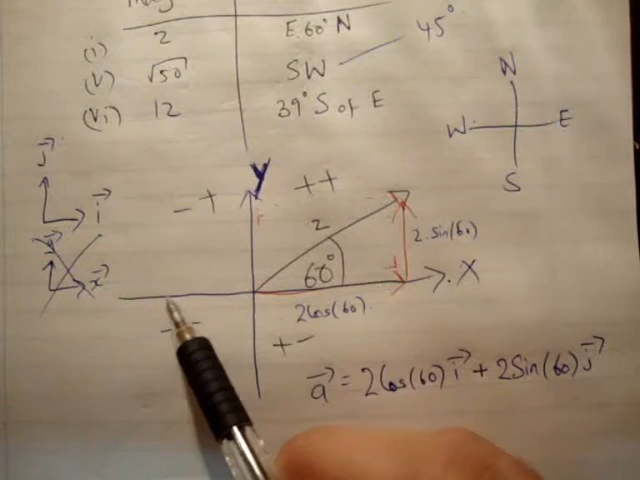 Mag
(i) 2 E.60° N
45°
(v) √50 SW
(vi) 12 39° S of E
N
W E
S
j⃗
i⃗
Y
- +
+ +
2
2.sin(60)
60°
X
x⃗
2Cos(60)
- -
+ -
a⃗ = 2Cos(60) i⃗ + 2Sin(60) j⃗